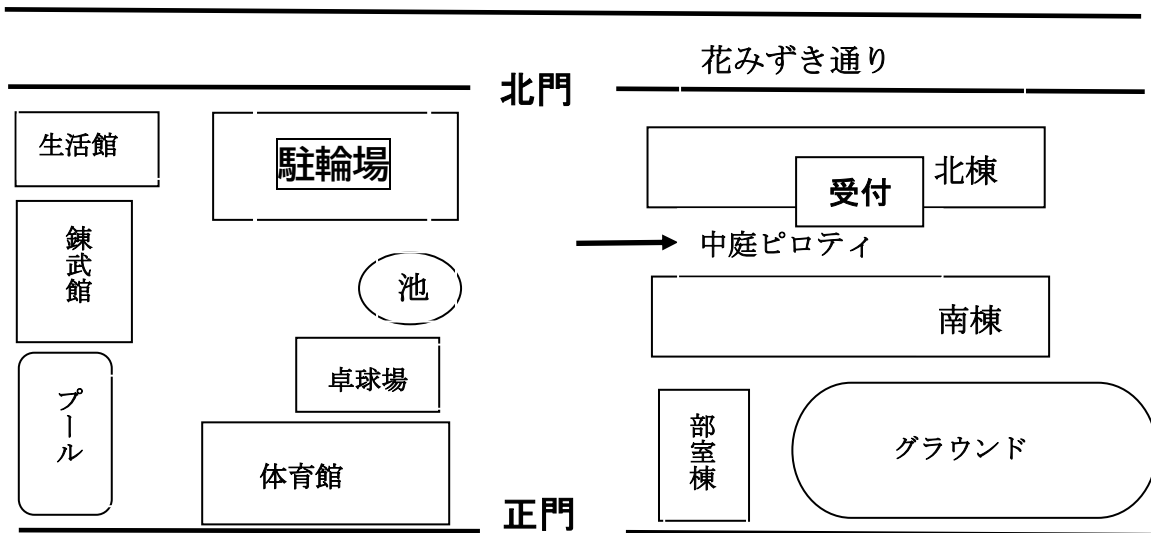 花みずき通り
北門
生活館
駐輪場
北棟
受付
錬武館
中庭ピロティ
池
南棟
卓球場
プール
部室棟
グラウンド
体育館
正門